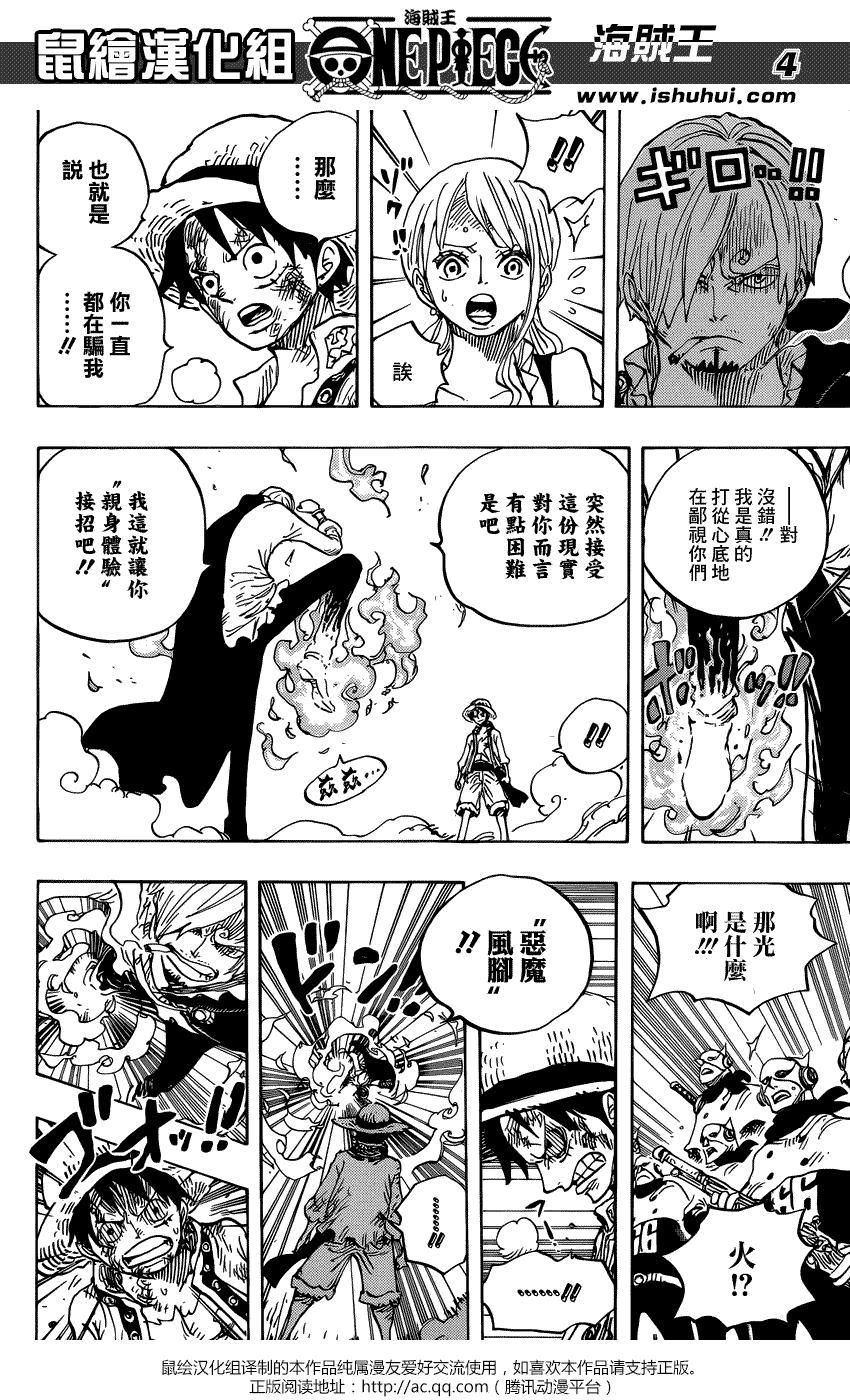 鼠繪漢化組
海賊王
ONE PIECE
海賊王
4
www.ishuhui.com
ギロ‥!!
‥!!
誒
那麼
……
也就是
說
你一直
都在騙我
……!!
——對
沒錯!!
我是真的
打從心底地
在鄙視你們
突然接受
這份現實
對你而言
有點困難
是吧
‥!!
焱焱…
我這就讓你
〝親身體驗〞
接招吧!!
那光
是什麼
啊!!!
火!?
〝惡魔
風腳〞
!!
………!!
………
ドドン!!
グオッ‥!!
鼠绘汉化组译制的本作品纯属漫友爱好交流使用，如喜欢本作品请支持正版。
正版阅读地址：http://ac.qq.com（腾讯动漫平台）